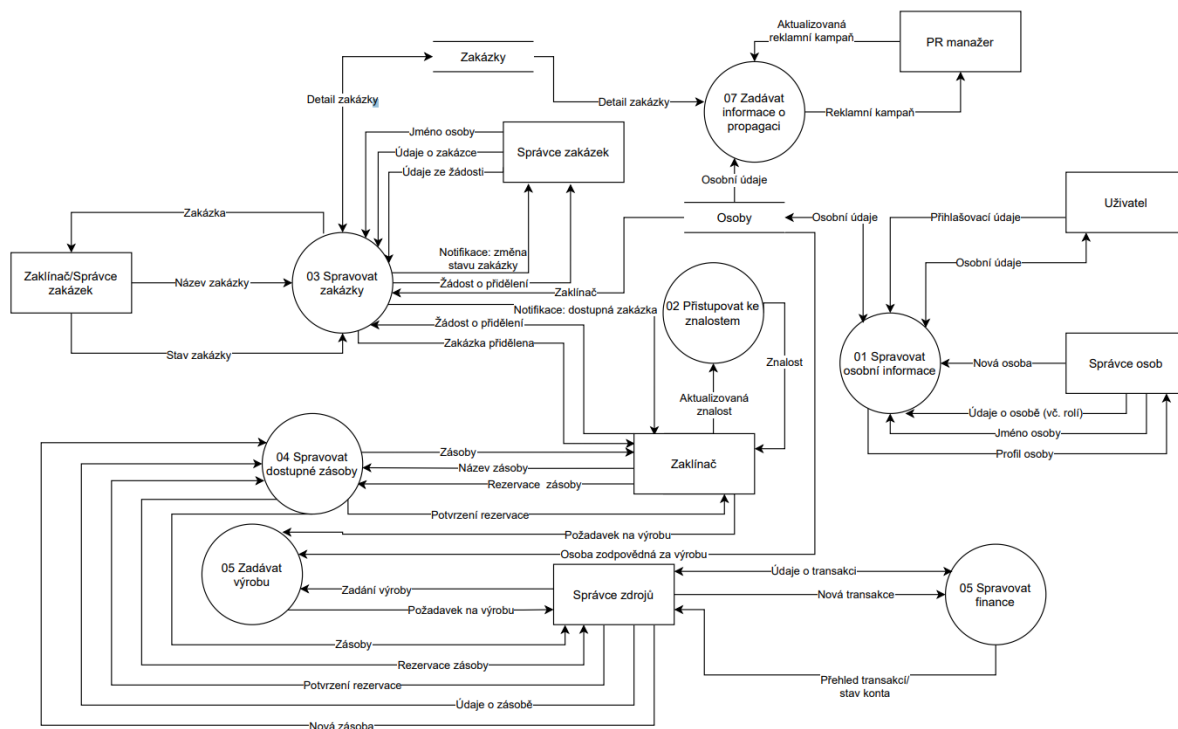 Aktualizovaná
reklamní kampaň
PR manažer
Zakázky
Detail zakázky
Detail zakázky
07 Zadávat
informace o
propagaci
Reklamní kampaň
Jméno osoby
Správce zakázek
Údaje o zakázce
Údaje ze žádosti
Osobní údaje
Uživatel
Zakázka
Osoby
Osobní údaje
Přihlašovací údaje
Zaklínač/Správce
zakázek
Název zakázky
03 Spravovat
zakázky
Notifikace: změna
stavu zakázky
Osobní údaje
Žádost o přidělení
Zaklínač
02 Přistupovat ke
znalostem
Notifikace: dostupná zakázka
Žádost o přidělení
Stav zakázky
Zakázka přidělena
Znalost
01 Spravovat
osobní informace
Nová osoba
Správce osob
Aktualizovaná
znalost
Údaje o osobě (vč. rolí)
Jméno osoby
Profil osoby
04 Spravovat
dostupné zásoby
Zásoby
Název zásoby
Zaklínač
Rezervace zásoby
Potvrzení rezervace
Požadavek na výrobu
Osoba zodpovědná za výrobu
05 Zadávat
výrobu
Zadání výroby
Správce zdrojů
Údaje o transakci
Nová transakce
05 Spravovat
finance
Požadavek na výrobu
Zásoby
Rezervace zásoby
Přehled transakcí/
stav konta
Potvrzení rezervace
Údaje o zásobě
Nová zásoba